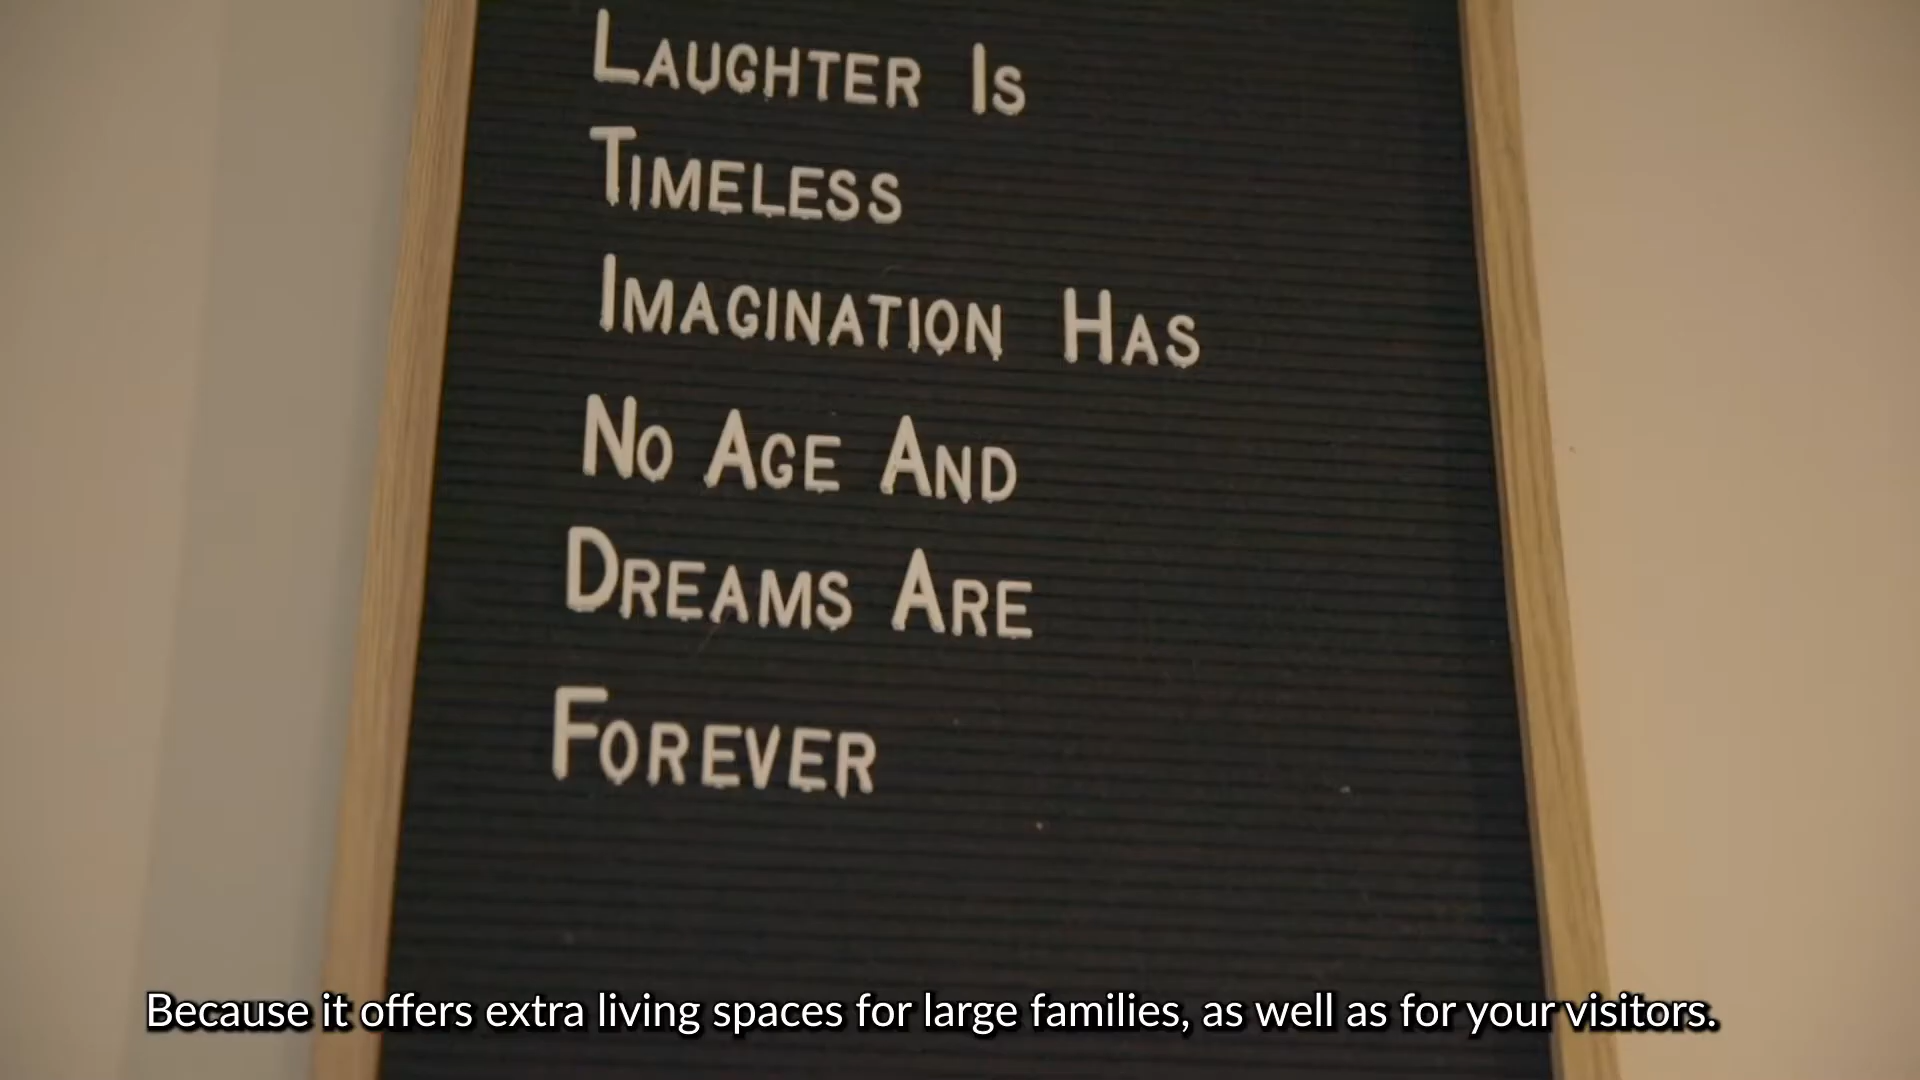 Laughter Is
Timeless
Imagination Has
No Age And
Dreams Are
Forever
Because it offers extra living spaces for large families, as well as for your visitors.